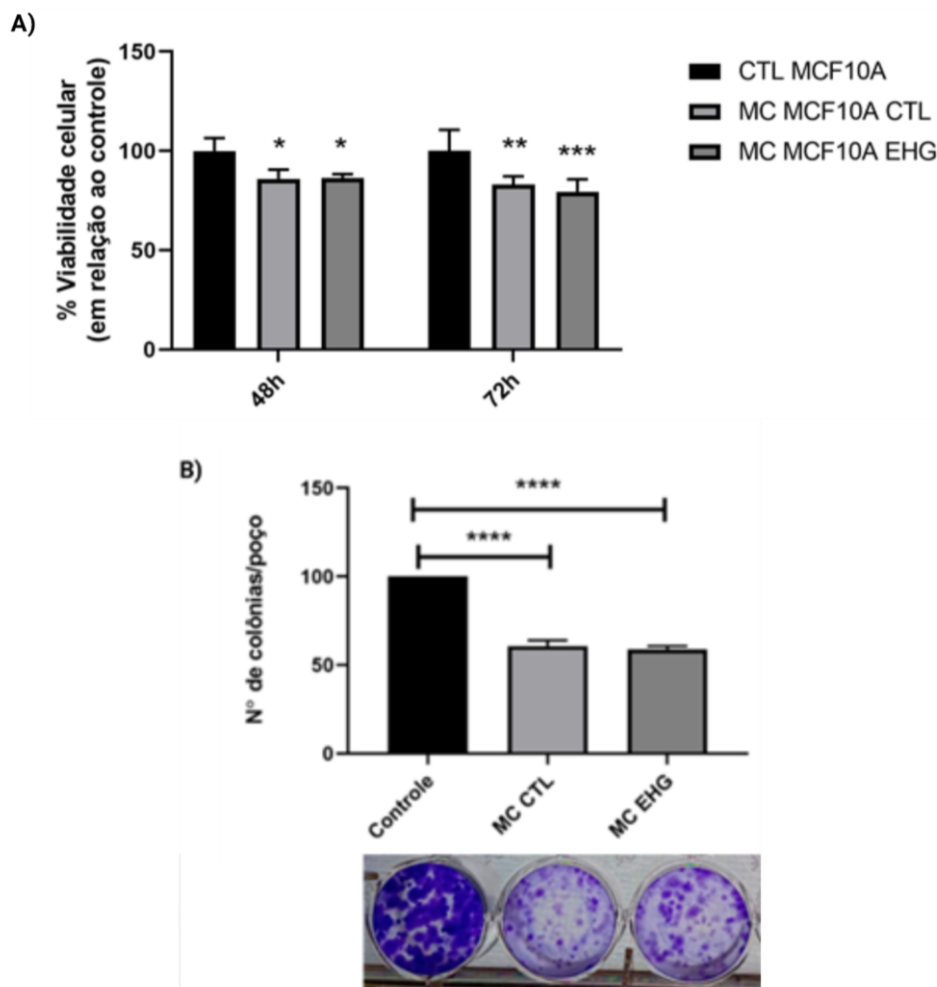 A)
% Viabilidade celular
(em relação ao controle)
150
100
50
0
*
*
**
***
48h
72h
CTL MCF10A
MC MCF10A CTL
MC MCF10A EHG
B)
N° de colônias/poço
150
100
50
0
****
****
Controle
MC CTL
MC EHG